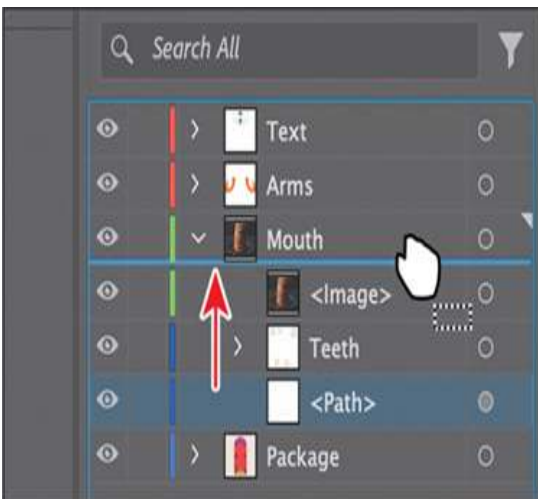 Search All
Text
Arms
Mouth
<Image>
Teeth
<Path>
Package